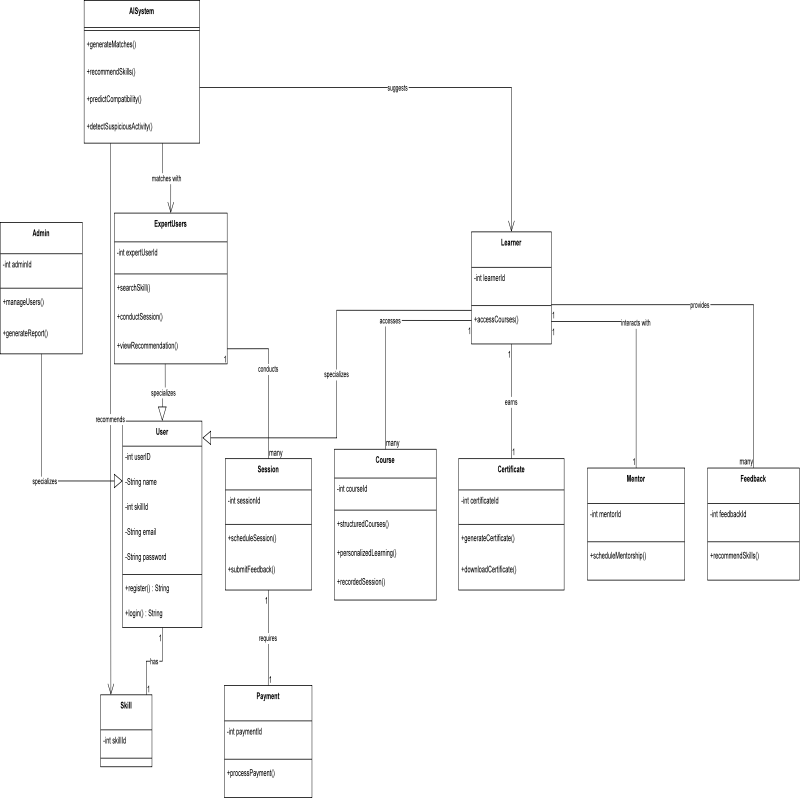 AISystem
+generateMatches()
+recommendSkills()
+predictCompatibility()
+detectSuspiciousActivity()
suggests
matches with
Admin
-int adminId
+manageUsers()
+generateReport()
ExpertUsers
-int expertUserId
+searchSkill()
+conductSession()
+viewRecommendation()
1
Learner
-int learnerId
+accessCourses()
1
1
1
1
provides
interacts with
accesses
conducts
specializes
specializes
earns
recommends
specializes
User
-int userID
-String name
-int skillId
-String email
-String password
+register() : String
+login() : String
1
has
1
Skill
-int skillId
many
Session
-int sessionId
+scheduleSession()
+submitFeedback()
1
requires
1
Payment
-int paymentId
+processPayment()
many
Course
-int courseId
+structuredCourses()
+personalizedLearning()
+recordedSession()
1
Certificate
-int certificateId
+generateCertificate()
+downloadCertificate()
1
Mentor
-int mentorId
+scheduleMentorship()
many
Feedback
-int feedbackId
+recommendSkills()